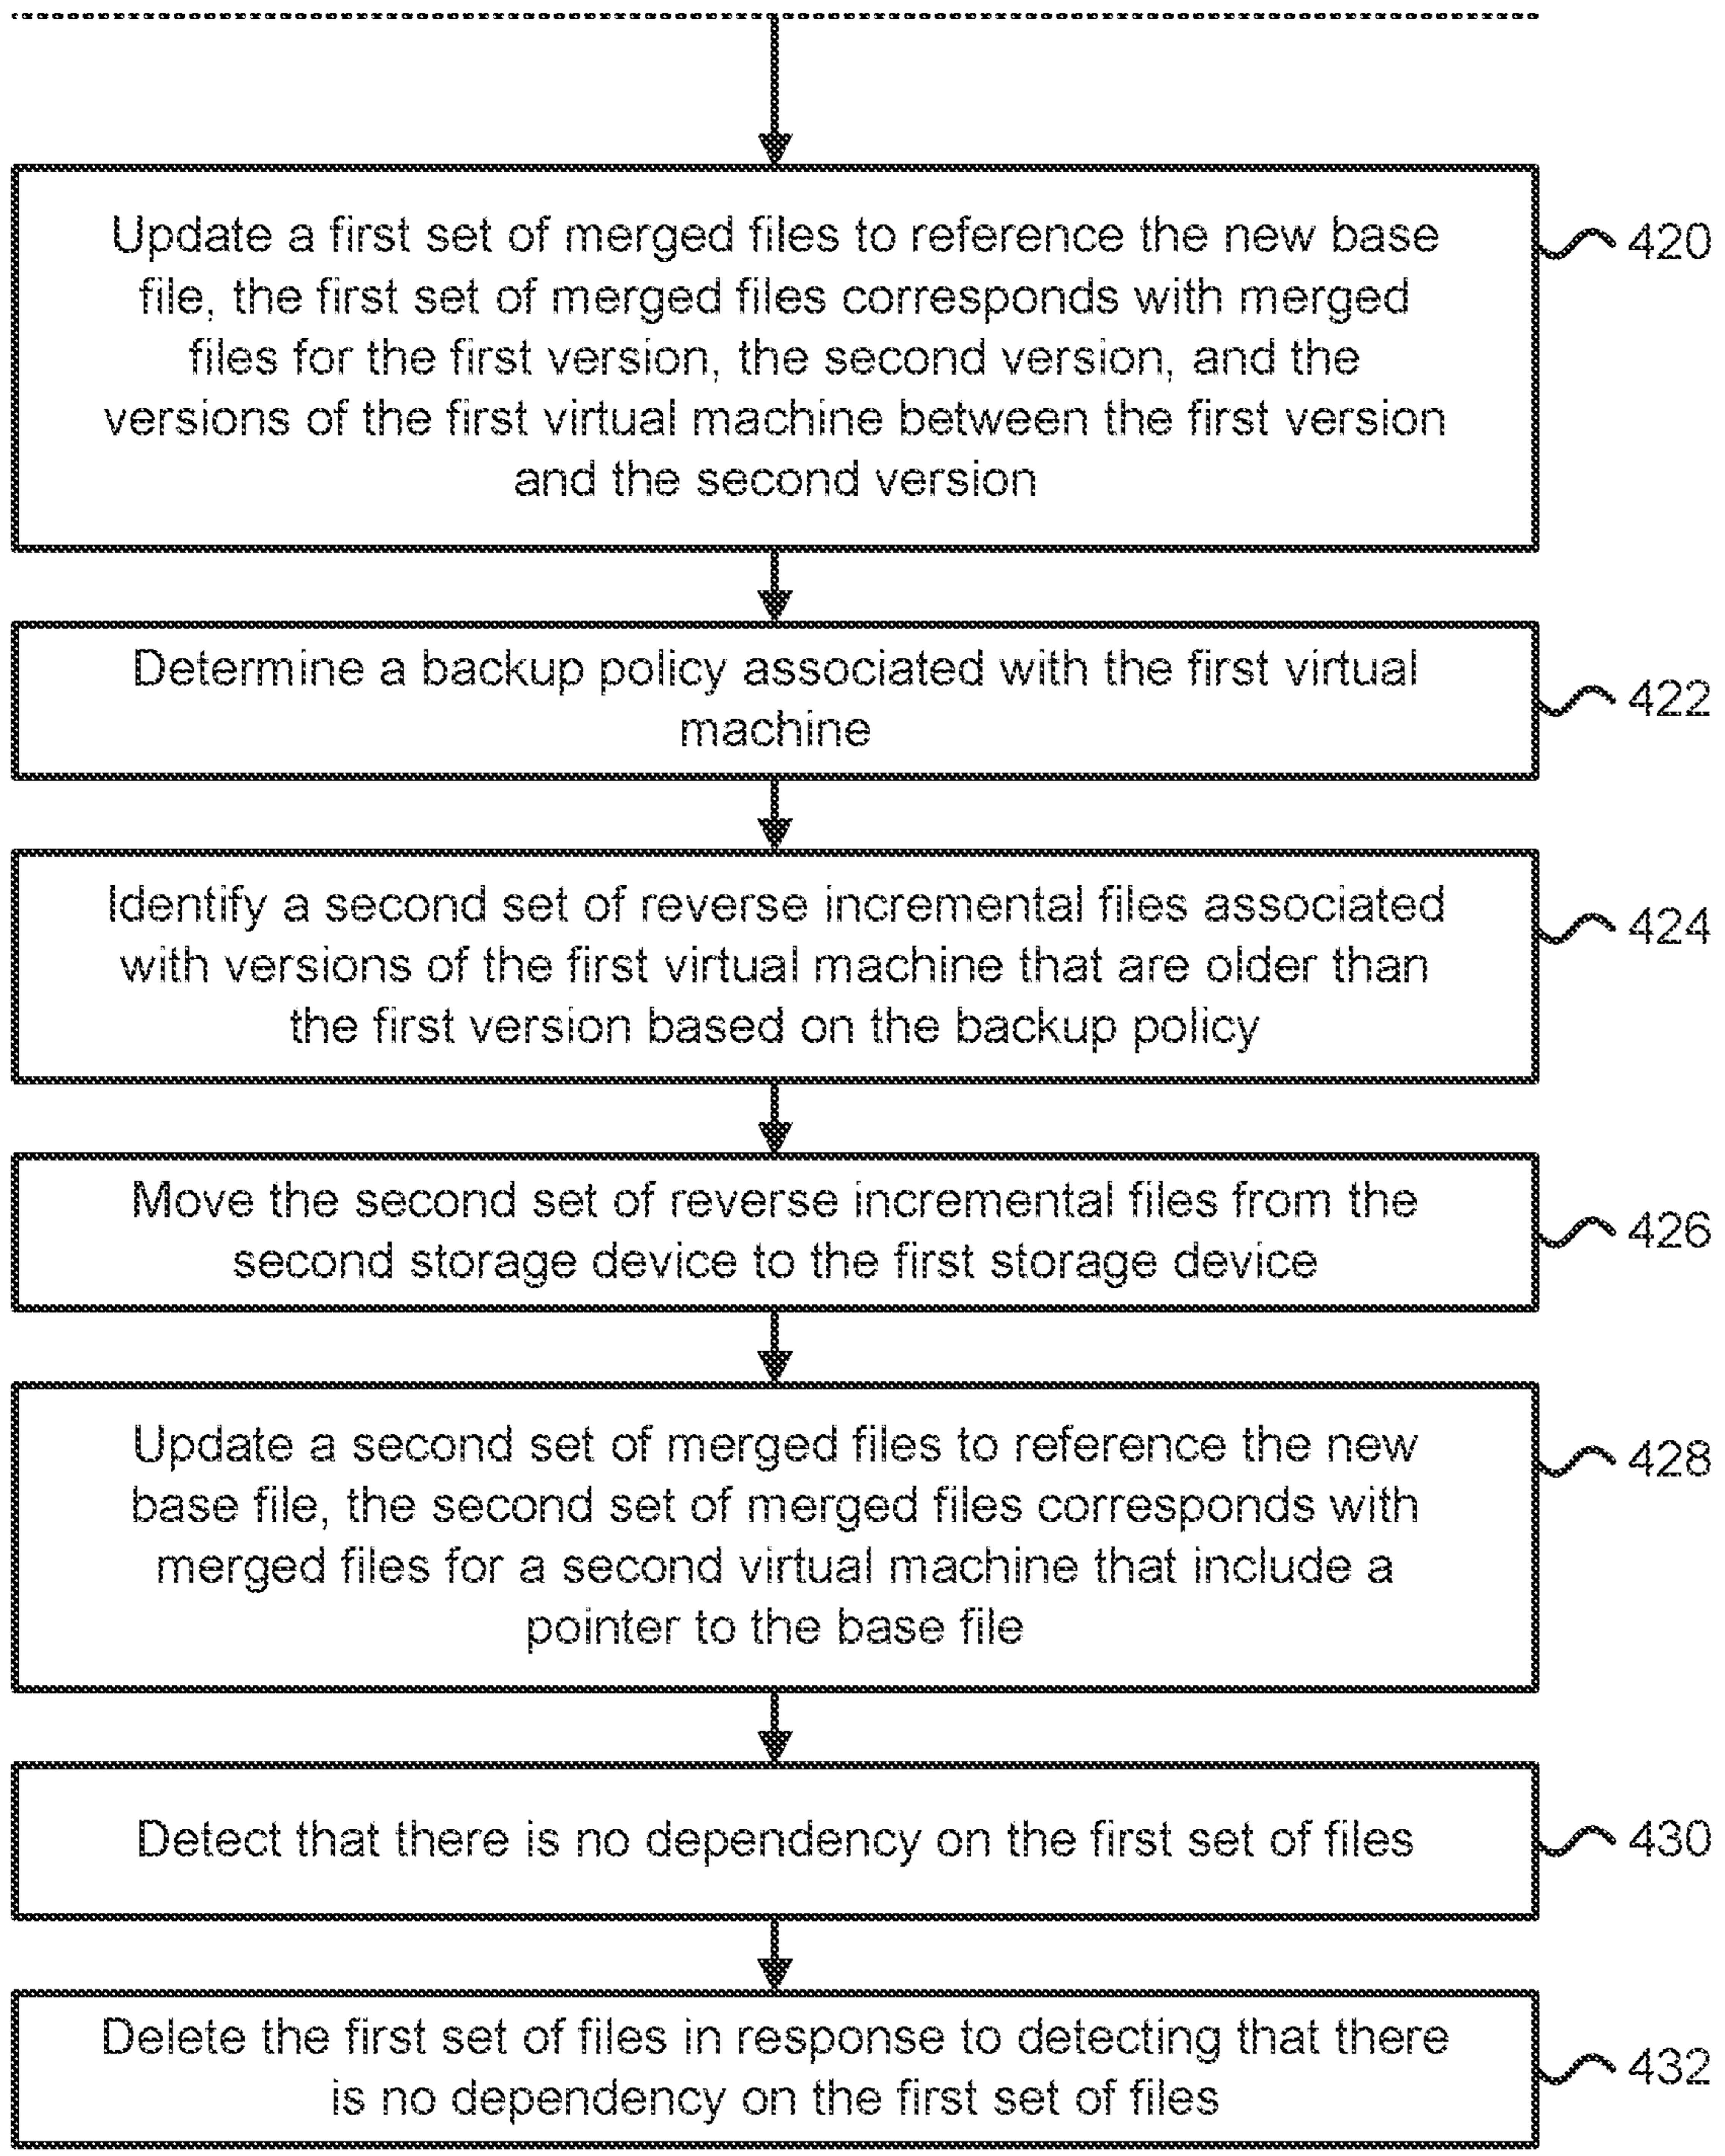 Update a first set of merged files to reference the new base
file, the first set of merged files corresponds with merged
files for the first version, the second version, and the
versions of the first virtual machine between the first version
and the second version
420
Determine a backup policy associated with the first virtual
machine
422
Identify a second set of reverse incremental files associated
with versions of the first virtual machine that are older than
the first version based on the backup policy
424
Move the second set of reverse incremental files from the
second storage device to the first storage device
426
Update a second set of merged files to reference the new
base file, the second set of merged files corresponds with
merged files for a second virtual machine that include a
pointer to the base file
428
Detect that there is no dependency on the first set of files
430
Delete the first set of files in response to detecting that there
is no dependency on the first set of files
432